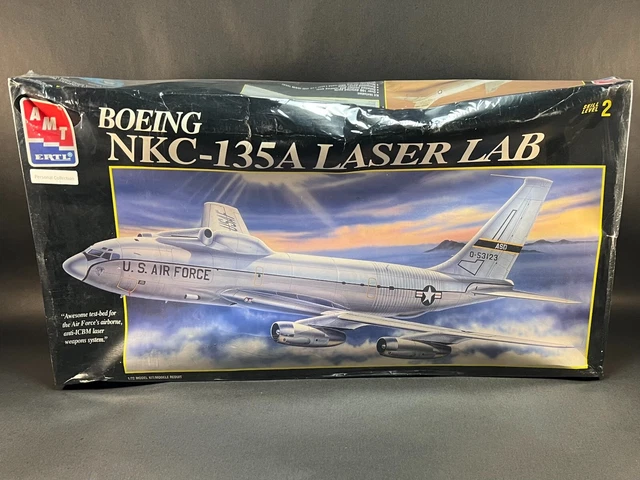 AMT
ERTL®
BOEING
NKC-135A LASER LAB
SKILL
LEVEL 2
U.S. AIR FORCE
USA
ASD
O-53123
"Awesome test-bed for
the Air Force's airborne,
anti-ICBM laser
weapons system."